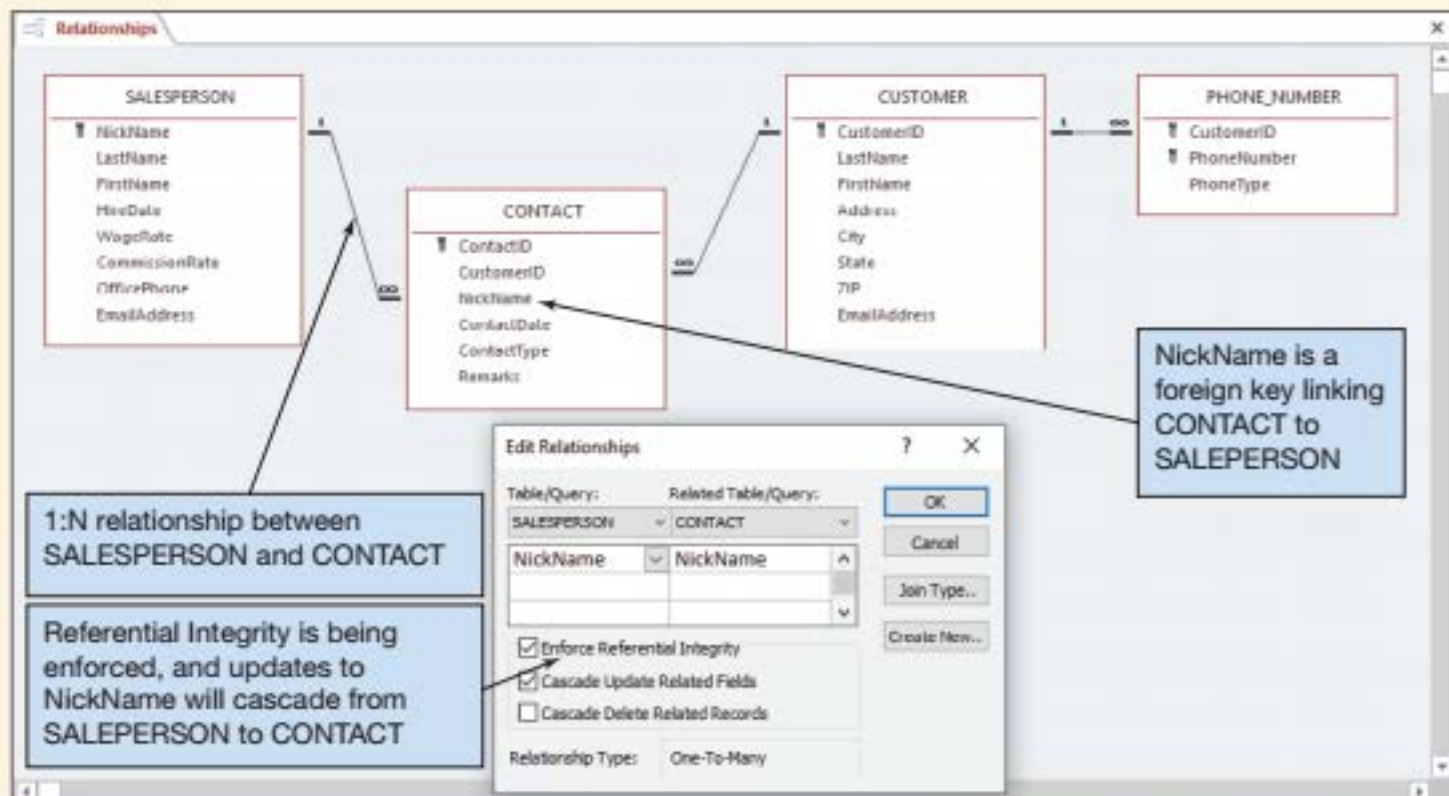 Relationships
SALESPERSON
NickName
LastName
FirstName
HireDate
WageRate
CommissionRate
OfficePhone
EmailAddress
1
∞
CONTACT
ContactID
CustomerID
NickName
ContactDate
ContactType
Remarks
1
∞
CUSTOMER
CustomerID
LastName
FirstName
Address
City
State
ZIP
EmailAddress
1
∞
PHONE_NUMBER
CustomerID
PhoneNumber
PhoneType
NickName is a
foreign key linking
CONTACT to
SALEPERSON
1:N relationship between
SALESPERSON and CONTACT
Referential Integrity is being
enforced, and updates to
NickName will cascade from
SALEPERSON to CONTACT
Edit Relationships
?
Table/Query: Related Table/Query:
SALESPERSON CONTACT
NickName NickName
Enforce Referential Integrity
Cascade Update Related Fields
Cascade Delete Related Records
Relationship Type: One-To-Many
OK
Cancel
Join Type..
Create New...